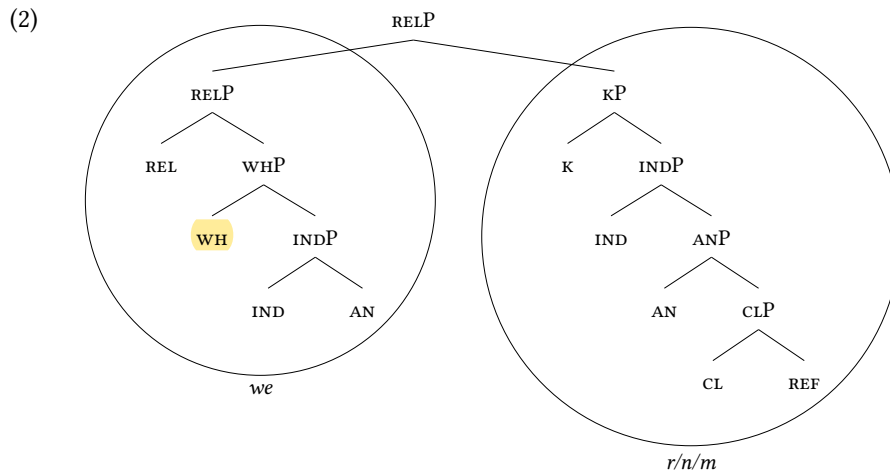 (2)
RELP
RELP KP
REL WHP K INDP
WH INDP IND ANP
IND AN AN CLP
CL REF
we
r/n/m